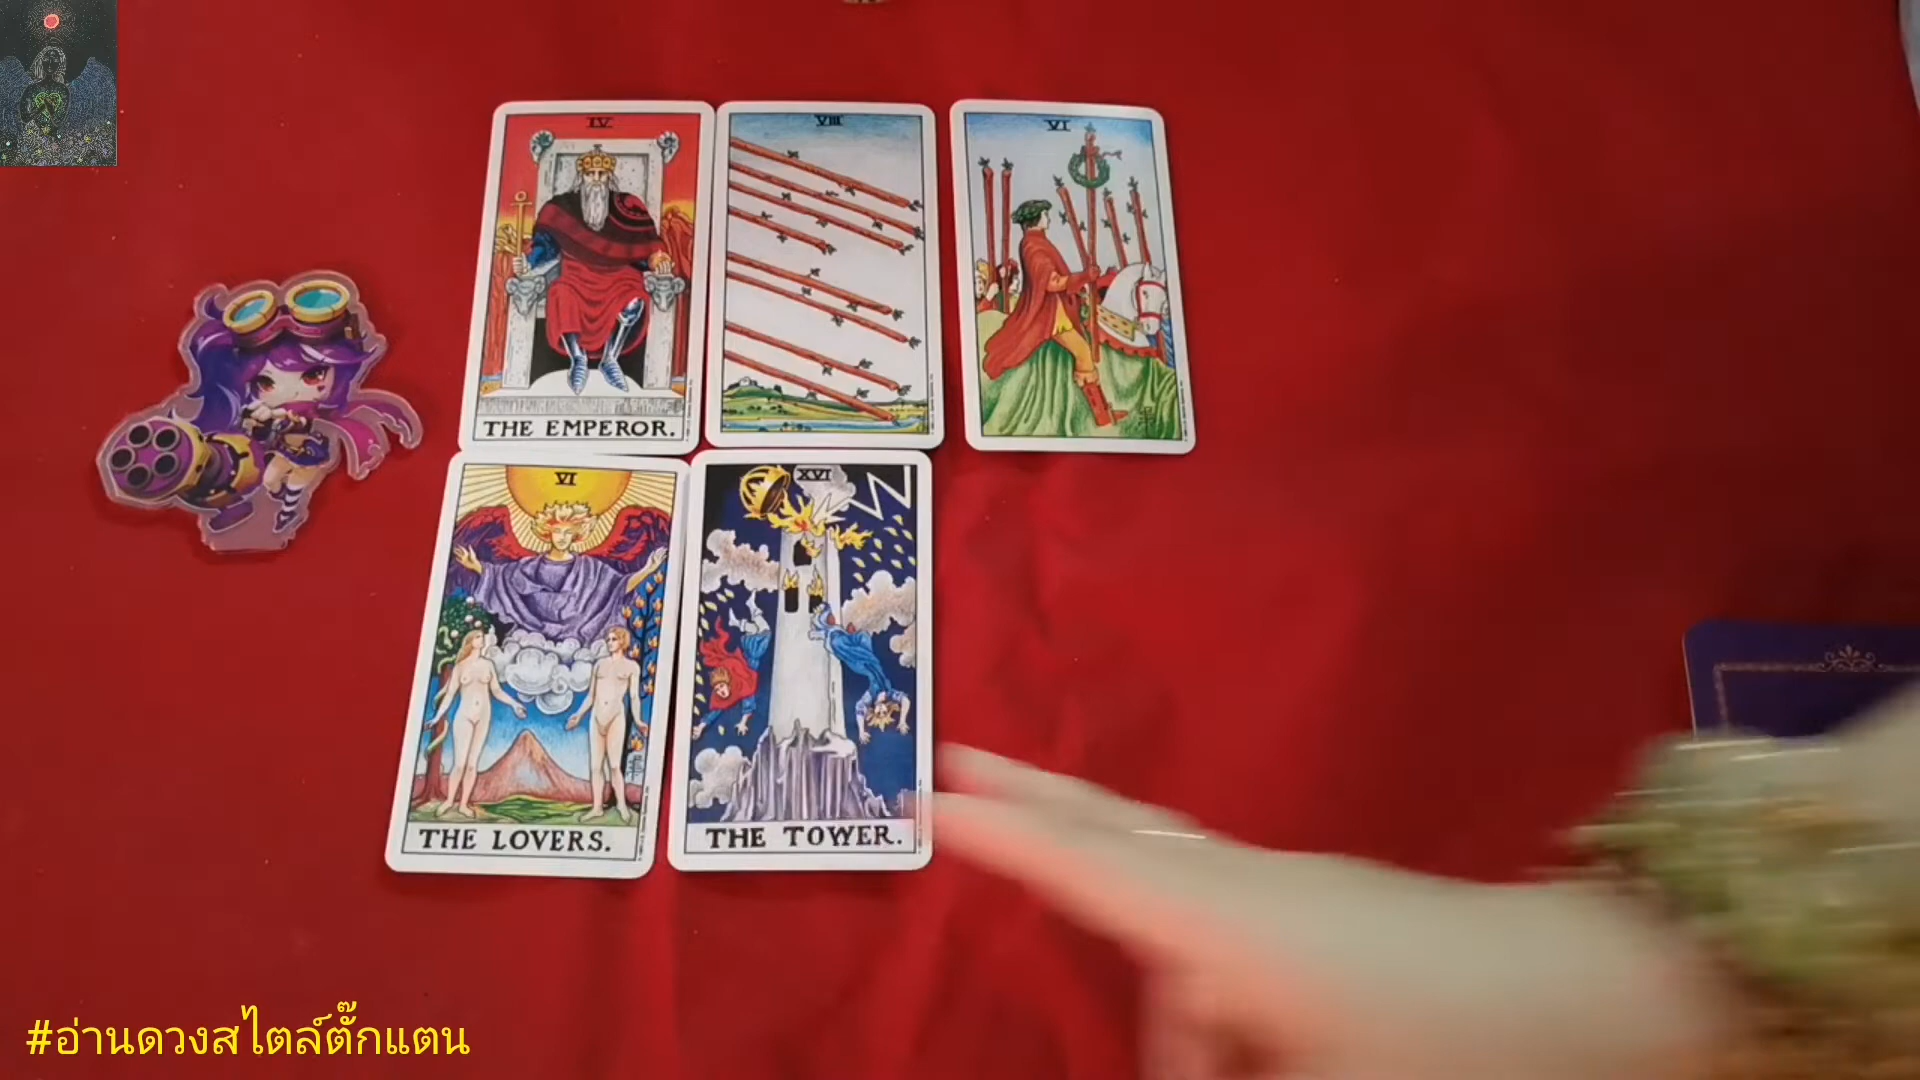 IV
VIII
VI
THE EMPEROR.
VI
XVI
THE LOVERS.
THE TOWER.
#อ่านดวงสไตล์ตั๊กแตน